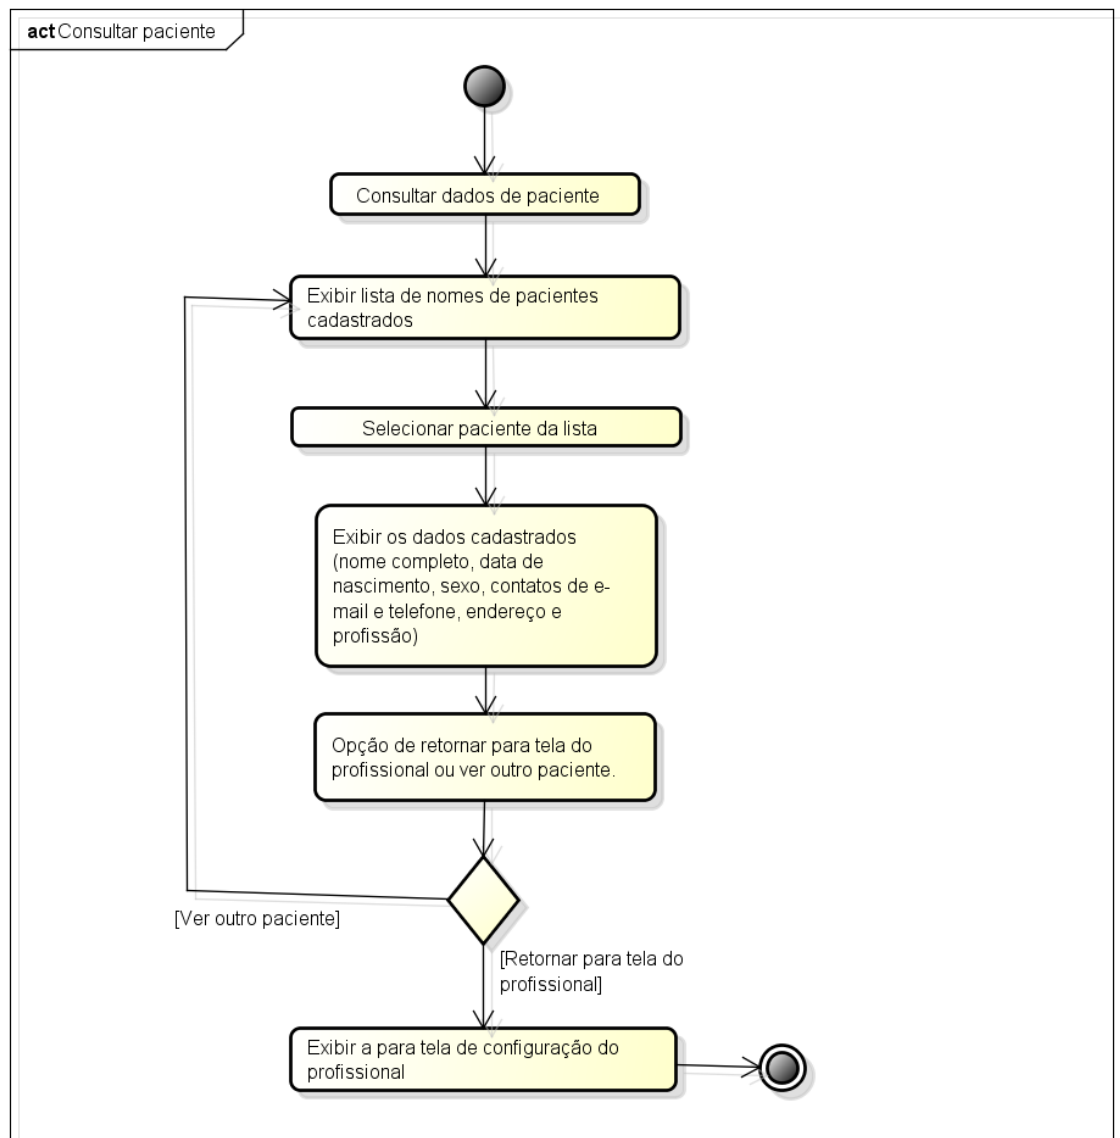 act Consultar paciente
Consultar dados de paciente
Exibir lista de nomes de pacientes
cadastrados
Selecionar paciente da lista
Exibir os dados cadastrados
(nome completo, data de
nascimento, sexo, contatos de e-
mail e telefone, endereço e
profissão)
Opção de retornar para tela do
profissional ou ver outro paciente.
[Ver outro paciente]
[Retornar para tela do
profissional]
Exibir a para tela de configuração do
profissional